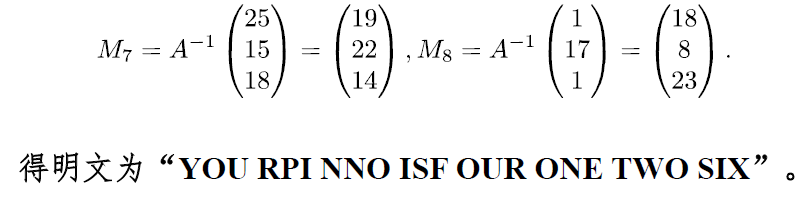 M₇ = A⁻¹ (25 15 18) = (19 22 14), M₈ = A⁻¹ (1 17 1) = (18 8 23).
得明文为“YOU RPI NNO ISF OUR ONE TWO SIX”。